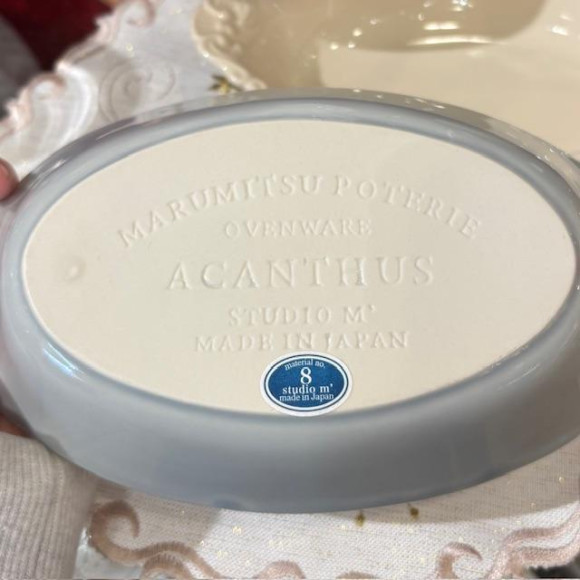 MARUMITSU POTERIE
OVENWARE
ACANTHUS
STUDIO M'
MADE IN JAPAN
material no.
8
studio m'
made in Japan